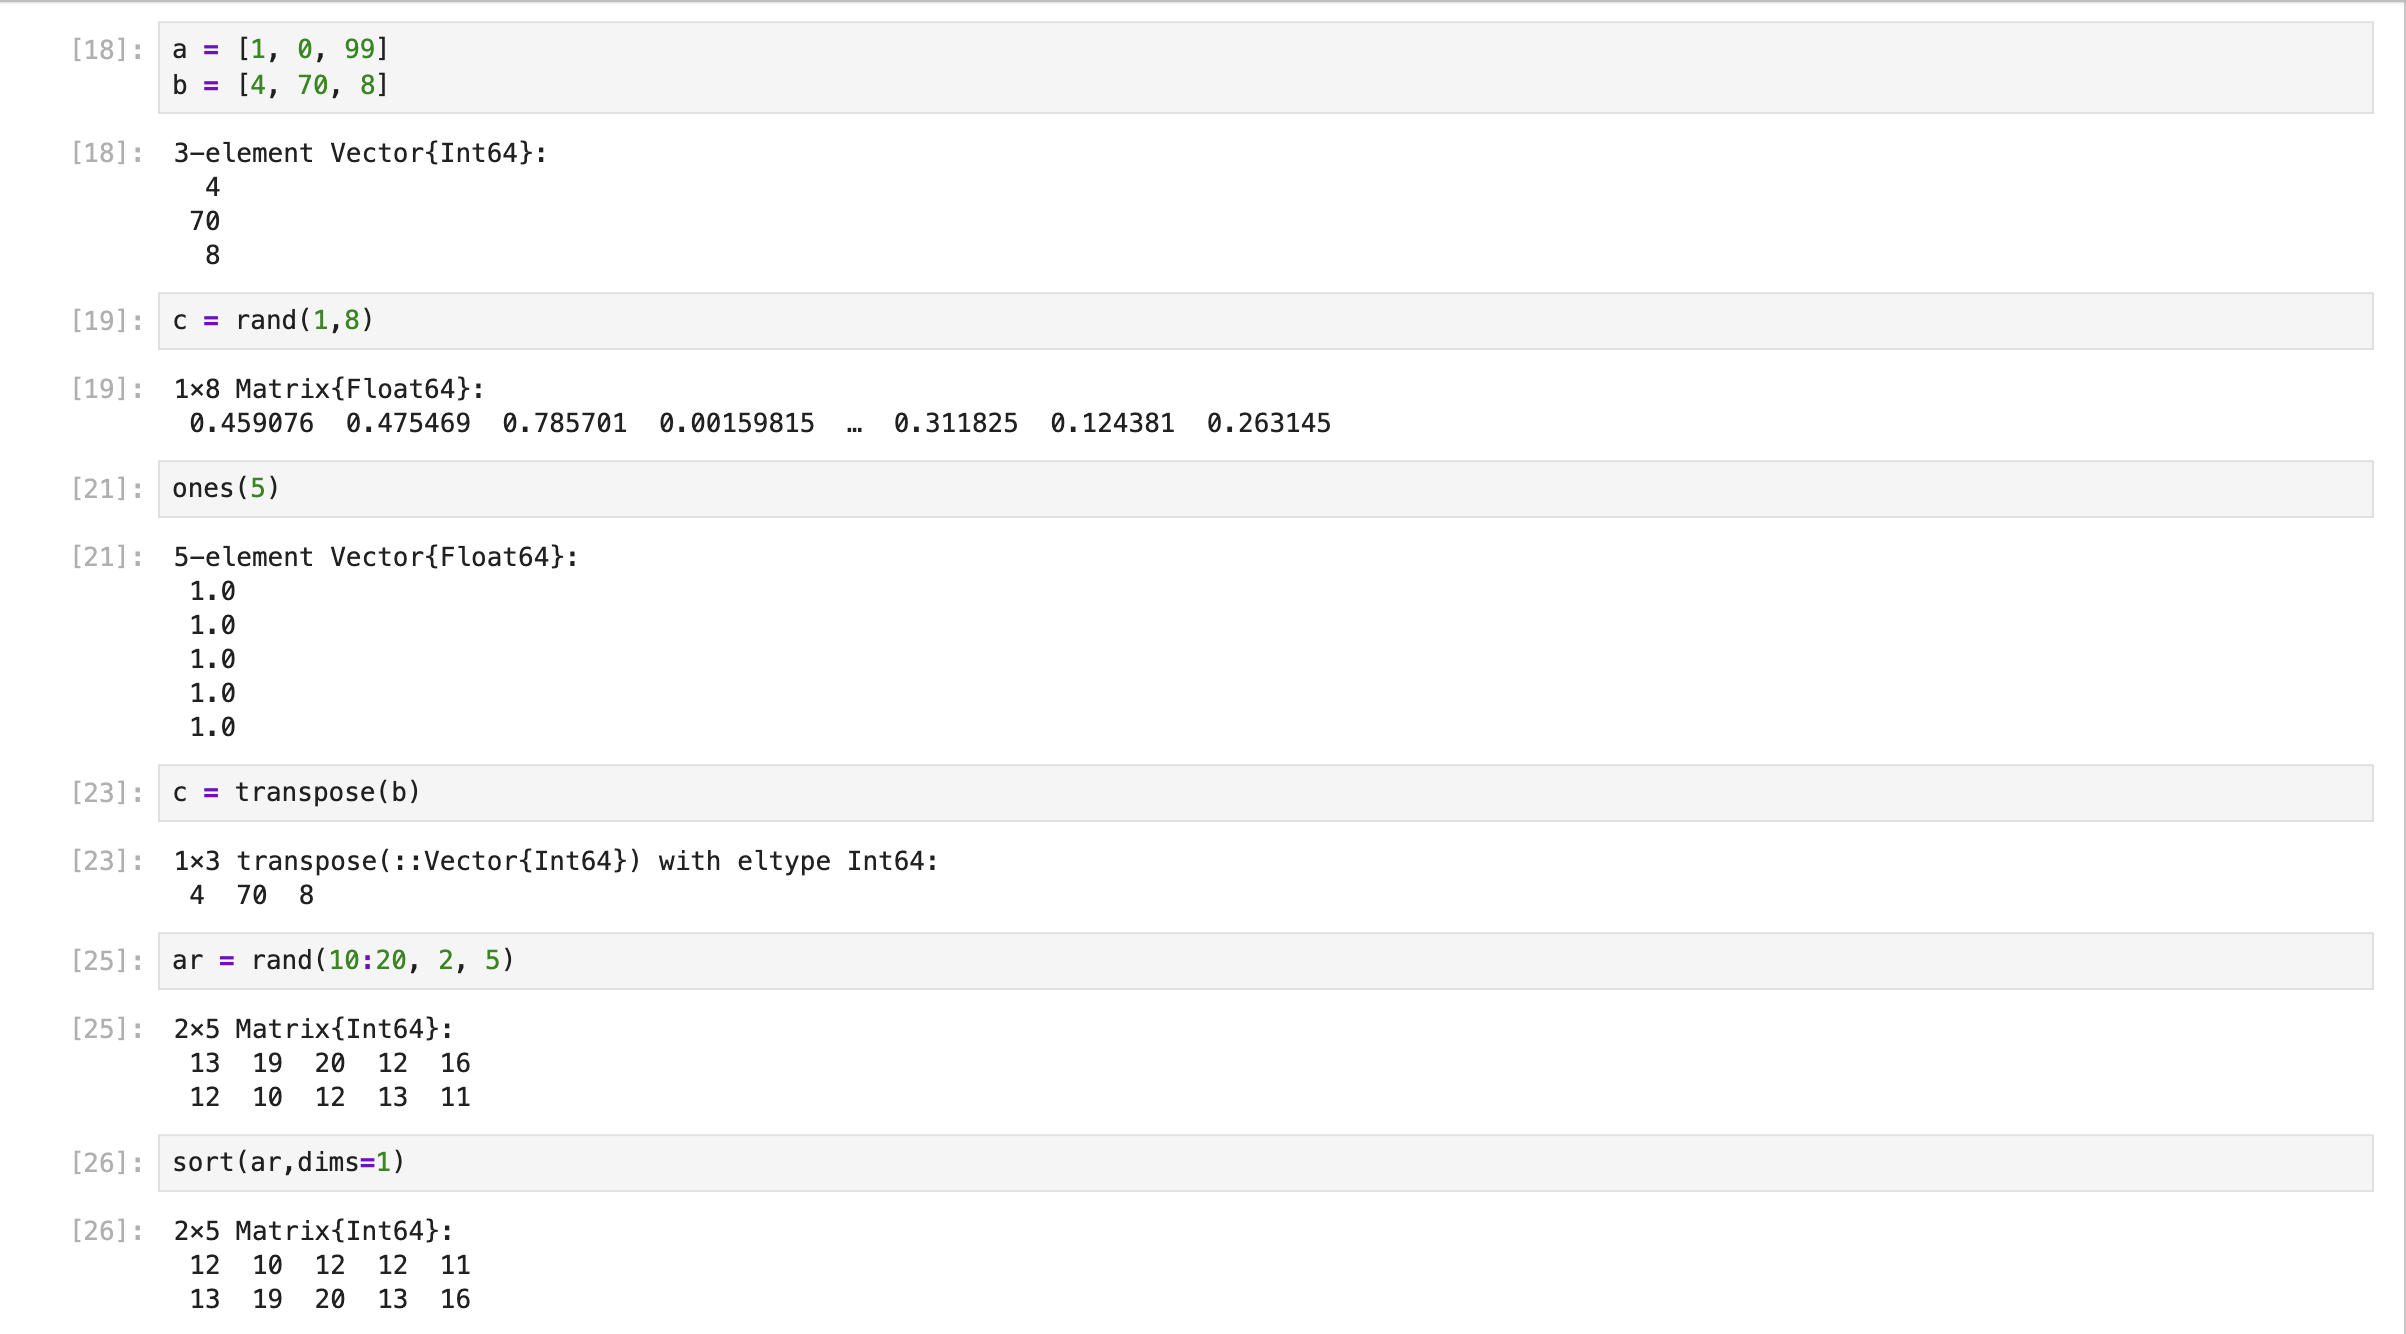 [18]: a = [1, 0, 99]
b = [4, 70, 8]
[18]: 3-element Vector{Int64}:
4
70
8
[19]: c = rand(1,8)
[19]: 1×8 Matrix{Float64}:
0.459076  0.475469  0.785701  0.00159815  …  0.311825  0.124381  0.263145
[21]: ones(5)
[21]: 5-element Vector{Float64}:
1.0
1.0
1.0
1.0
1.0
[23]: c = transpose(b)
[23]: 1×3 transpose(::Vector{Int64}) with eltype Int64:
4  70  8
[25]: ar = rand(10:20, 2, 5)
[25]: 2×5 Matrix{Int64}:
13  19  20  12  16
12  10  12  13  11
[26]: sort(ar,dims=1)
[26]: 2×5 Matrix{Int64}:
12  10  12  12  11
13  19  20  13  16